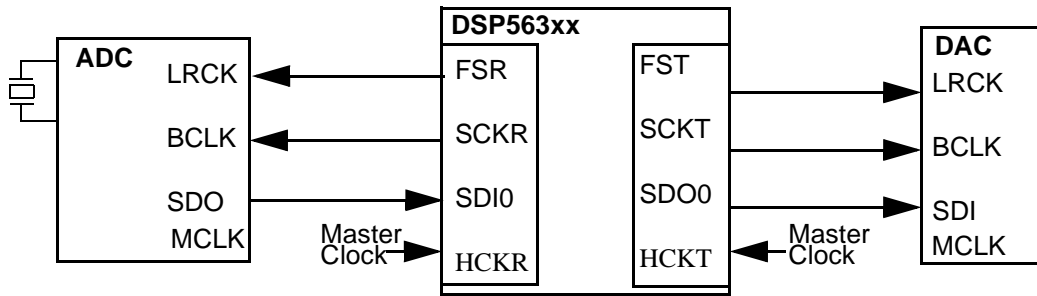 DSP563xx
ADC
LRCK
BCLK
SDO
MCLK
Master
Clock
FSR
SCKR
SDI0
HCKR
FST
SCKT
SDO0
HCKT
Master
Clock
DAC
LRCK
BCLK
SDI
MCLK